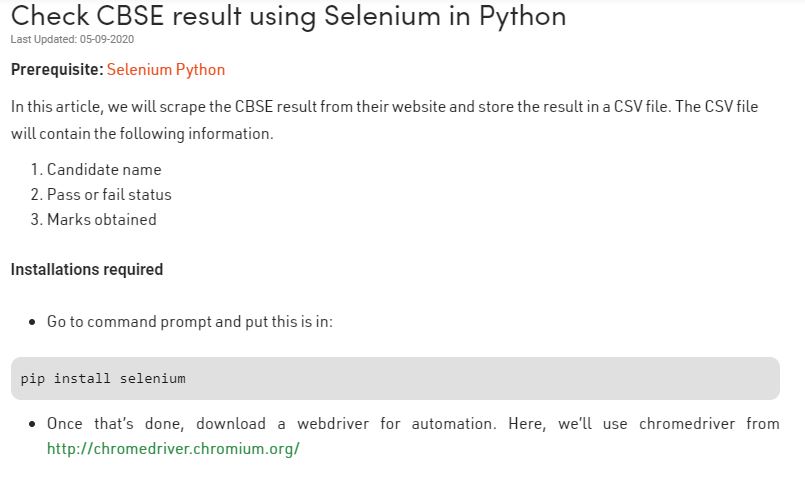 Check CBSE result using Selenium in Python
Last Updated: 05-09-2020
Prerequisite: Selenium Python
In this article, we will scrape the CBSE result from their website and store the result in a CSV file. The CSV file
will contain the following information.
1. Candidate name
2. Pass or fail status
3. Marks obtained
Installations required
• Go to command prompt and put this is in:
pip install selenium
• Once that's done, download a webdriver for automation. Here, we'll use chromedriver from
http://chromedriver.chromium.org/